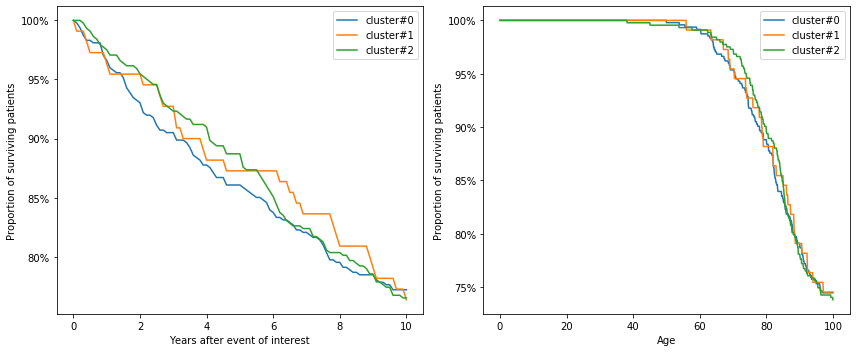 100%
95%
90%
85%
80%
0
2
4
6
8
10
Proportion of surviving patients
Years after event of interest
cluster#0
cluster#1
cluster#2
100%
95%
90%
85%
80%
75%
0
20
40
60
80
100
Proportion of surviving patients
Age
cluster#0
cluster#1
cluster#2